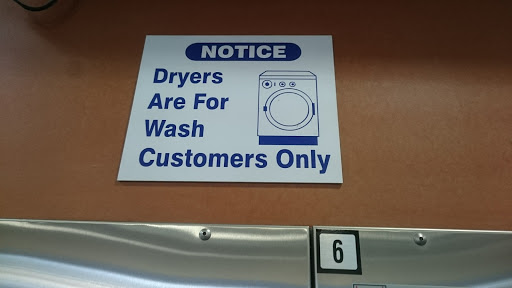 NOTICE
Dryers
Are For
Wash
Customers Only
6